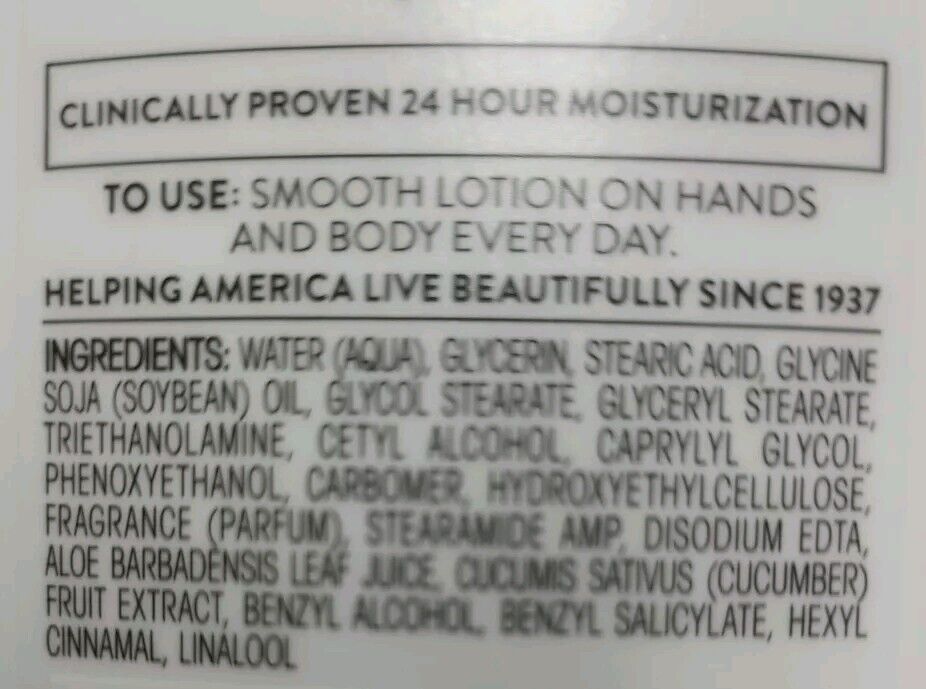 CLINICALLY PROVEN 24 HOUR MOISTURIZATION
TO USE: SMOOTH LOTION ON HANDS
AND BODY EVERY DAY.
HELPING AMERICA LIVE BEAUTIFULLY SINCE 1937
INGREDIENTS: WATER (AQUA), GLYCERIN, STEARIC ACID, GLYCINE
SOJA (SOYBEAN) OIL, GLYCOL STEARATE, GLYCERYL STEARATE,
TRIETHANOLAMINE, CETYL ALCOHOL, CAPRYLYL GLYCOL,
PHENOXYETHANOL, CARBOMER, HYDROXYETHYLCELLULOSE,
FRAGRANCE (PARFUM), STEARAMIDE AMP, DISODIUM EDTA,
ALOE BARBADENSIS LEAF JUICE, CUCUMIS SATIVUS (CUCUMBER)
FRUIT EXTRACT, BENZYL ALCOHOL, BENZYL SALICYLATE, HEXYL
CINNAMAL, LINALOOL